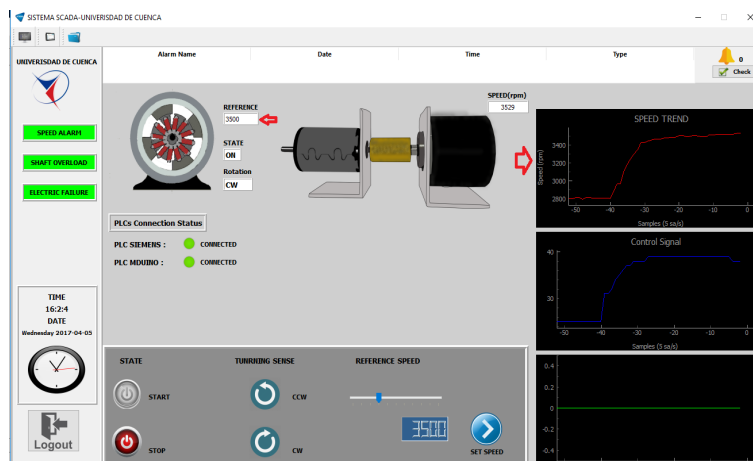 SISTEMA SCADA-UNIVERISDAD DE CUENCA
UNIVERISDAD DE CUENCA
Alarm Name Date Time Type
0
Check
SPEED ALARM
SHAFT OVERLOAD
ELECTRIC FAILURE
REFERENCE
3500
STATE
ON
Rotation
CW
SPEED(rpm)
3529
PLCs Connection Status
PLC SIEMENS : CONNECTED
PLC MDUINO : CONNECTED
SPEED TREND
Speed (rpm)
3400
3200
3000
2800
-50 -40 -30 -20 -10 0
Samples (5 sa/s)
Control Signal
40
30
-50 -40 -30 -20 -10 0
Samples (5 sa/s)
0.4
0.2
0
-0.2
-0.4
TIME
16:2:4
DATE
Wednesday 2017-04-05
Logout
STATE TUNRNING SENSE REFERENCE SPEED
START CCW
STOP CW
3500
SET SPEED